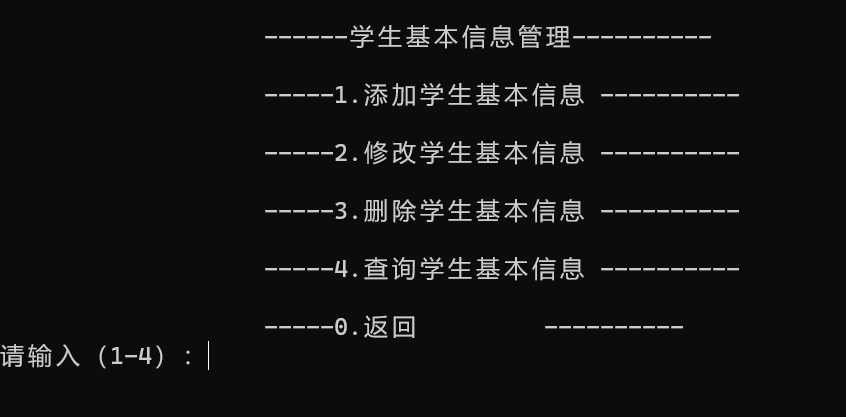 ------学生基本信息管理----------
-----1.添加学生基本信息 ----------
-----2.修改学生基本信息 ----------
-----3.删除学生基本信息 ----------
-----4.查询学生基本信息 ----------
-----0.返回         ----------
请输入（1-4）：